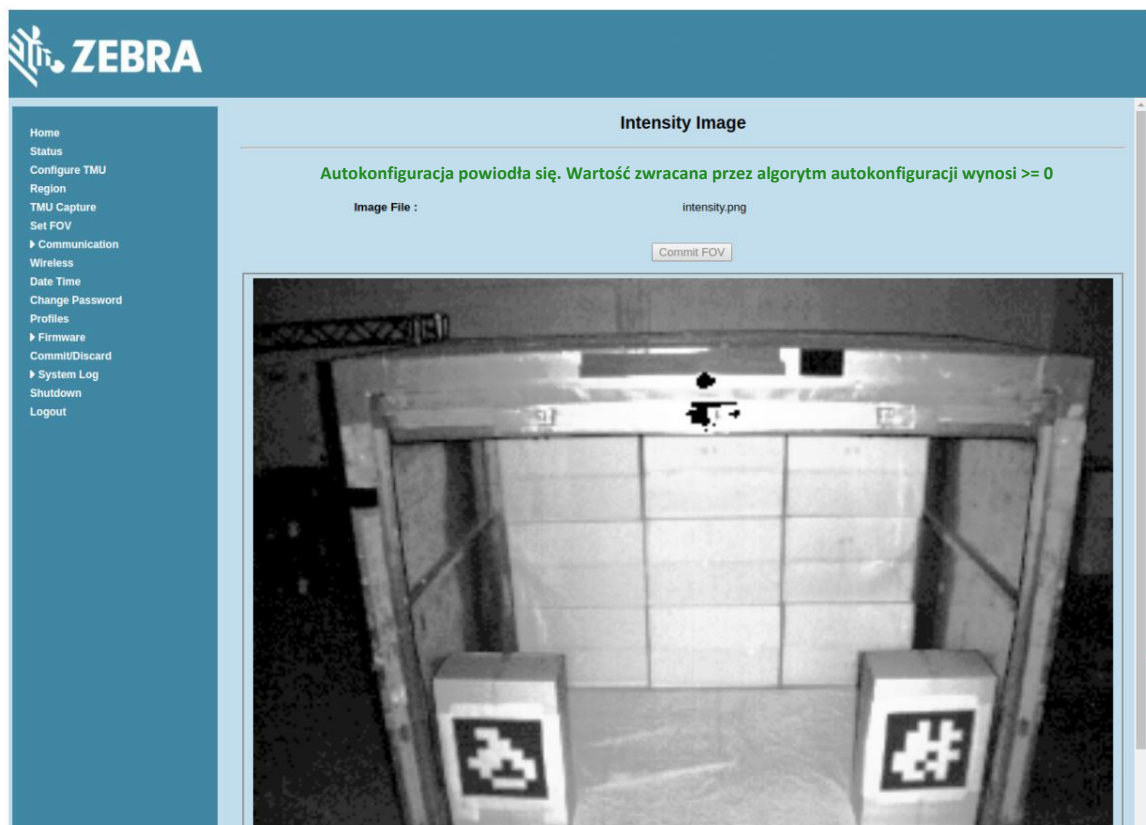 ZEBRA
Home
Status
Configure TMU
Region
TMU Capture
Set FOV
Communication
Wireless
Date Time
Change Password
Profiles
Firmware
Commit/Discard
System Log
Shutdown
Logout
Intensity Image
Autokonfiguracja powiodła się. Wartość zwracana przez algorytm autokonfiguracji wynosi >= 0
Image File : intensity.png
Commit FOV